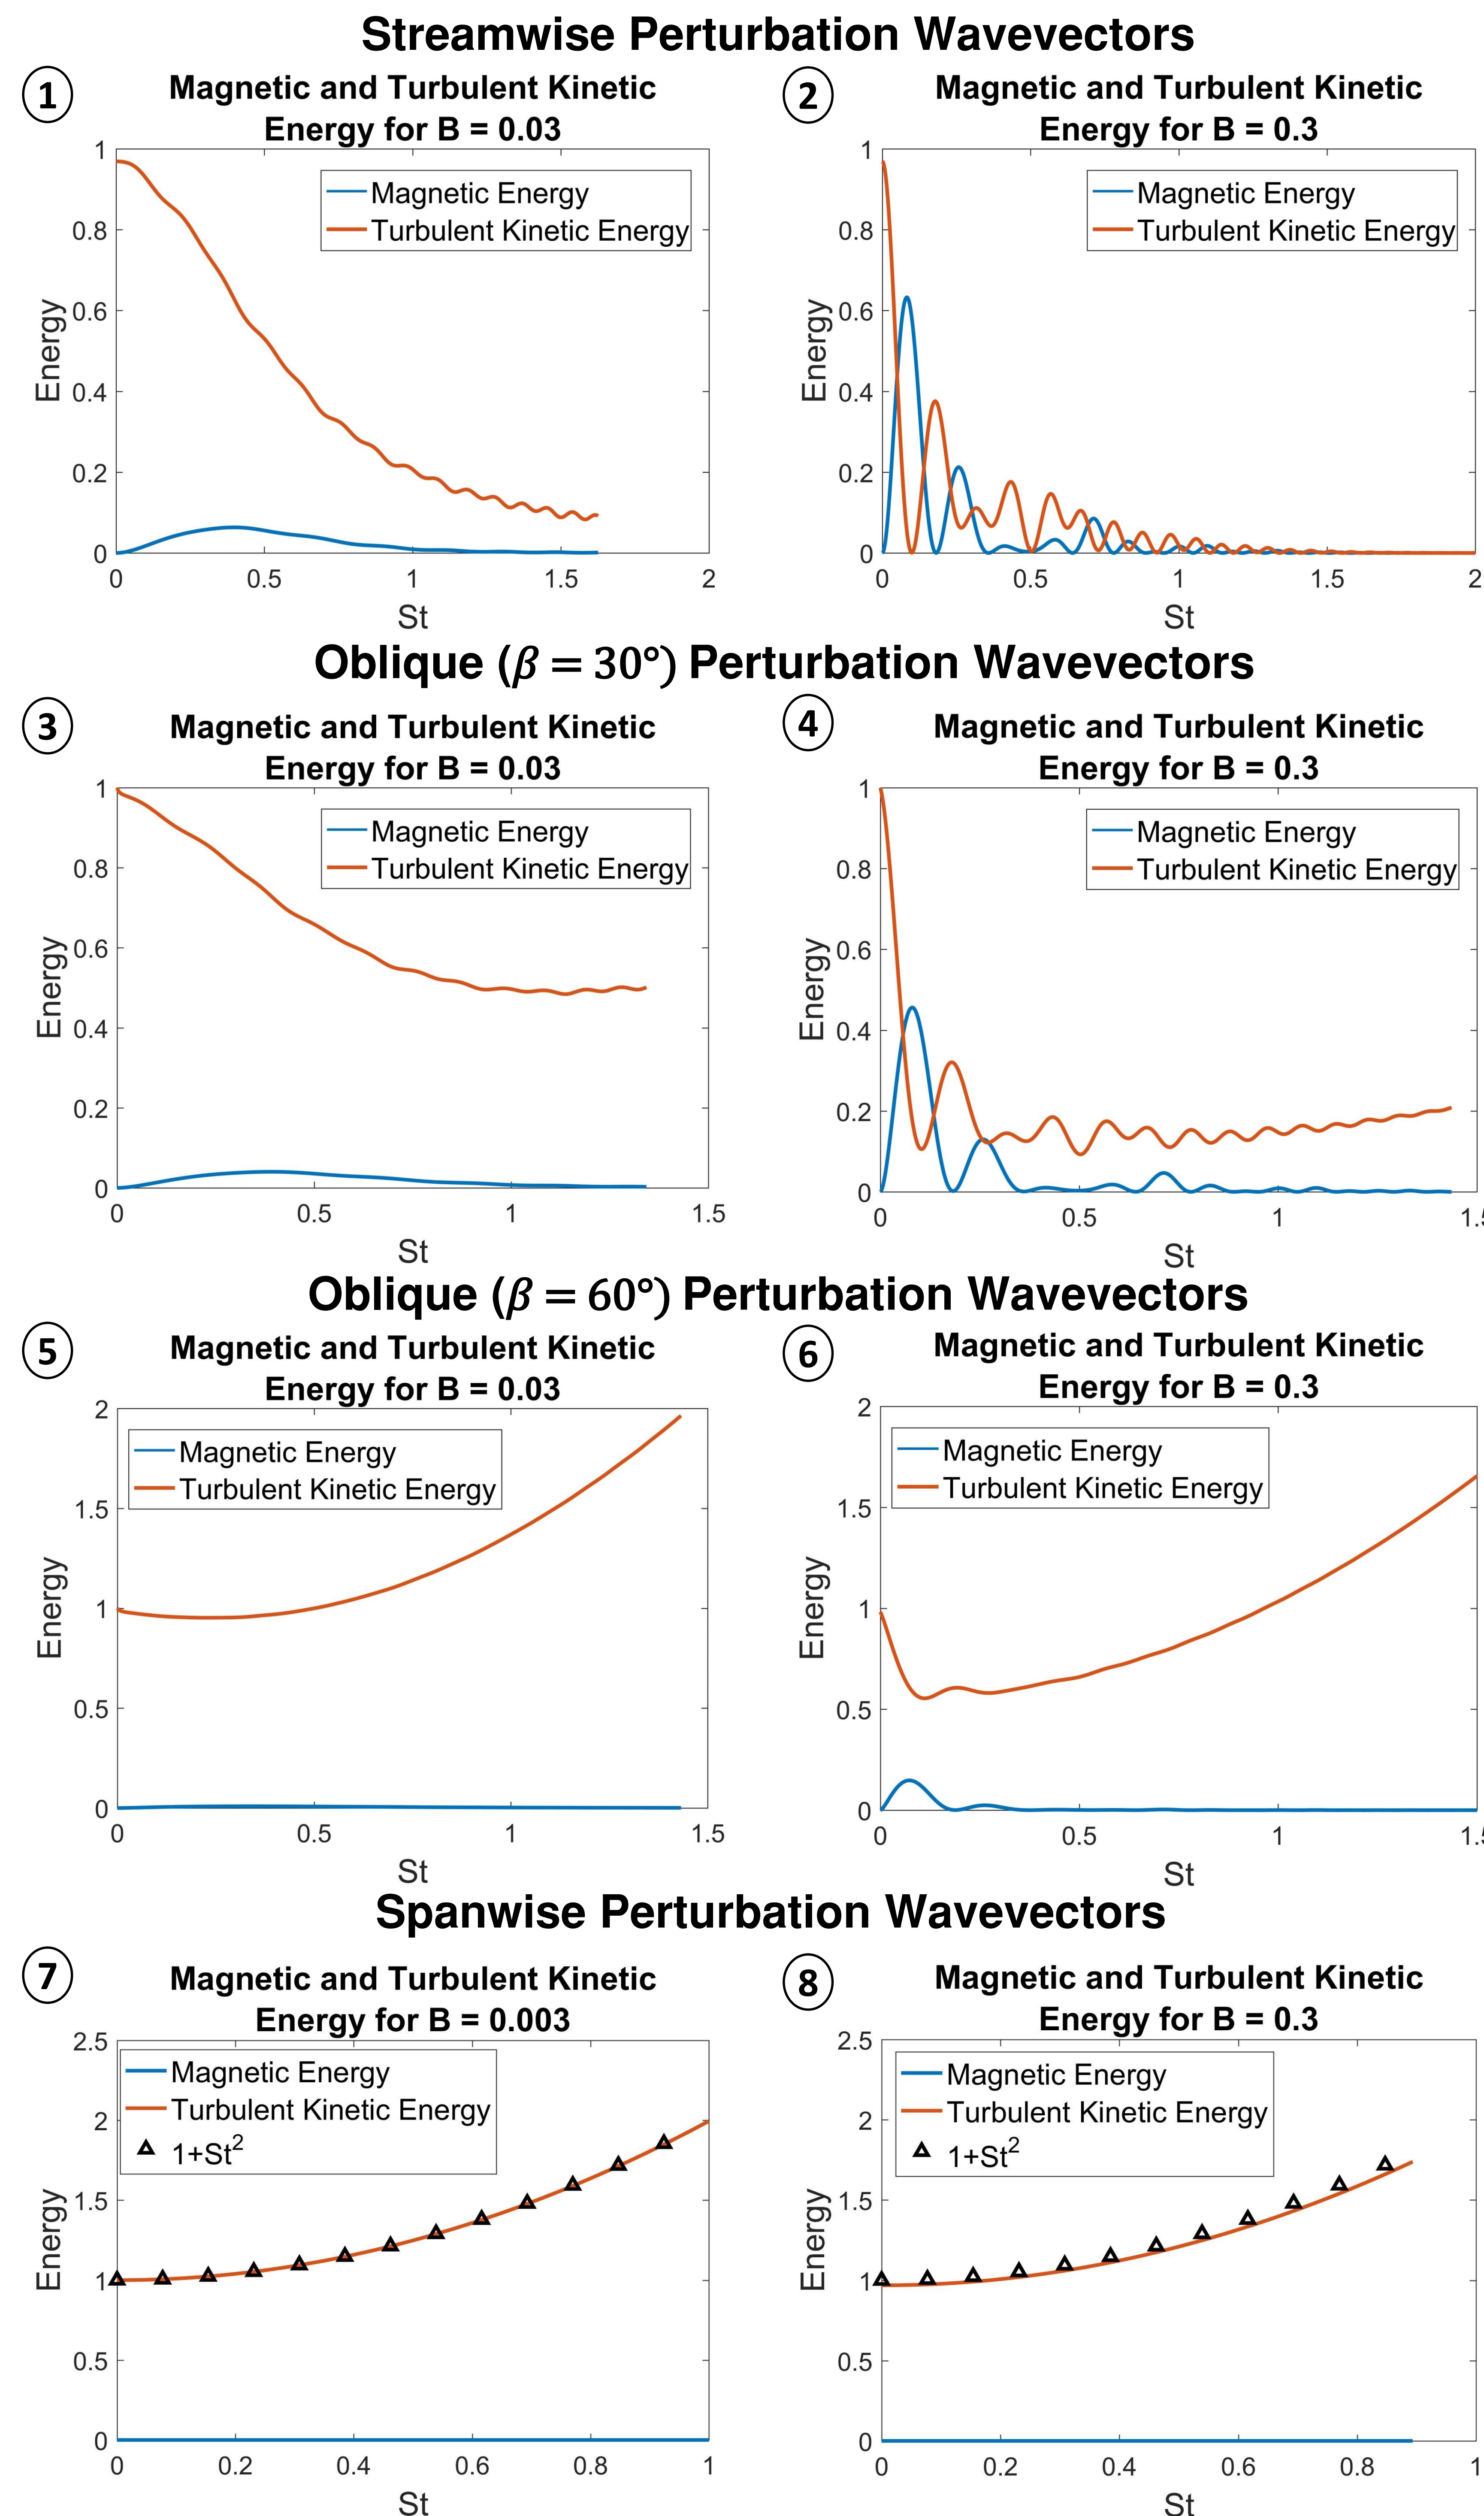 Streamwise Perturbation Wavevectors
1
Magnetic and Turbulent Kinetic
Energy for B = 0.03
1
0.8
0.6
0.4
0.2
0
Energy
Magnetic Energy
Turbulent Kinetic Energy
0 0.5 1 1.5 2
St
2
Magnetic and Turbulent Kinetic
Energy for B = 0.3
1
0.8
0.6
0.4
0.2
0
Energy
Magnetic Energy
Turbulent Kinetic Energy
0 0.5 1 1.5 2
St
Oblique (β = 30°) Perturbation Wavevectors
3
Magnetic and Turbulent Kinetic
Energy for B = 0.03
1
0.8
0.6
0.4
0.2
0
Energy
Magnetic Energy
Turbulent Kinetic Energy
0 0.5 1 1.5
St
4
Magnetic and Turbulent Kinetic
Energy for B = 0.3
1
0.8
0.6
0.4
0.2
0
Energy
Magnetic Energy
Turbulent Kinetic Energy
0 0.5 1
St
Oblique (β = 60°) Perturbation Wavevectors
5
Magnetic and Turbulent Kinetic
Energy for B = 0.03
2
1.5
1
0.5
0
Energy
Magnetic Energy
Turbulent Kinetic Energy
0 0.5 1 1.5
St
6
Magnetic and Turbulent Kinetic
Energy for B = 0.3
2
1.5
1
0.5
0
Energy
Magnetic Energy
Turbulent Kinetic Energy
0 0.5 1
St
Spanwise Perturbation Wavevectors
7
Magnetic and Turbulent Kinetic
Energy for B = 0.003
2.5
2
1.5
1
0.5
0
Energy
Magnetic Energy
Turbulent Kinetic Energy
1+St²
0 0.2 0.4 0.6 0.8 1
St
8
Magnetic and Turbulent Kinetic
Energy for B = 0.3
2.5
2
1.5
1
0.5
0
Energy
Magnetic Energy
Turbulent Kinetic Energy
1+St²
0 0.2 0.4 0.6 0.8 1
St